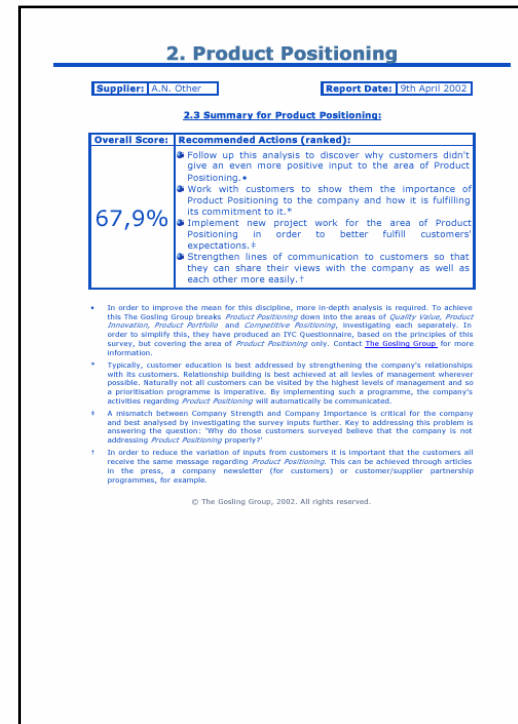 2. Product Positioning
Supplier: A.N. Other
Report Date: 9th April 2002
2.3 Summary for Product Positioning:
Overall Score:
67,9%
Recommended Actions (ranked):
Follow up this analysis to discover why customers didn't
give an even more positive input to the area of Product
Positioning.•
Work with customers to show them the importance of
Product Positioning to the company and how it is fulfilling
its commitment to it.*
Implement new project work for the area of Product
Positioning in order to better fulfill customers'
expectations.‡
Strengthen lines of communication to customers so that
they can share their views with the company as well as
each other more easily.†
• In order to improve the mean for this discipline, more in-depth analysis is required. To achieve
this The Gosling Group breaks Product Positioning down into the areas of Quality Value, Product
Innovation, Product Portfolio and Competitive Positioning, investigating each separately. In
order to simplify this, they have produced an IYC Questionnaire, based on the principles of this
survey, but covering the area of Product Positioning only. Contact The Gosling Group for more
information.
* Typically, customer education is best addressed by strengthening the company's relationships
with its customers. Relationship building is best achieved at all levles of management wherever
possible. Naturally not all customers can be visited by the highest levels of management and so
a prioritisation programme is imperative. By implementing such a programme, the company's
activities regarding Product Positioning will automatically be communicated.
‡ A mismatch between Company Strength and Company Importance is critical for the company
and best analysed by investigating the survey inputs further. Key to addressing this problem is
answering the question: 'Why do those customers surveyed believe that the company is not
addressing Product Positioning properly?'
† In order to reduce the variation of inputs from customers it is important that the customers all
receive the same message regarding Product Positioning. This can be achieved through articles
in the press, a company newsletter (for customers) or customer/supplier partnership
programmes, for example.
© The Gosling Group, 2002. All rights reserved.